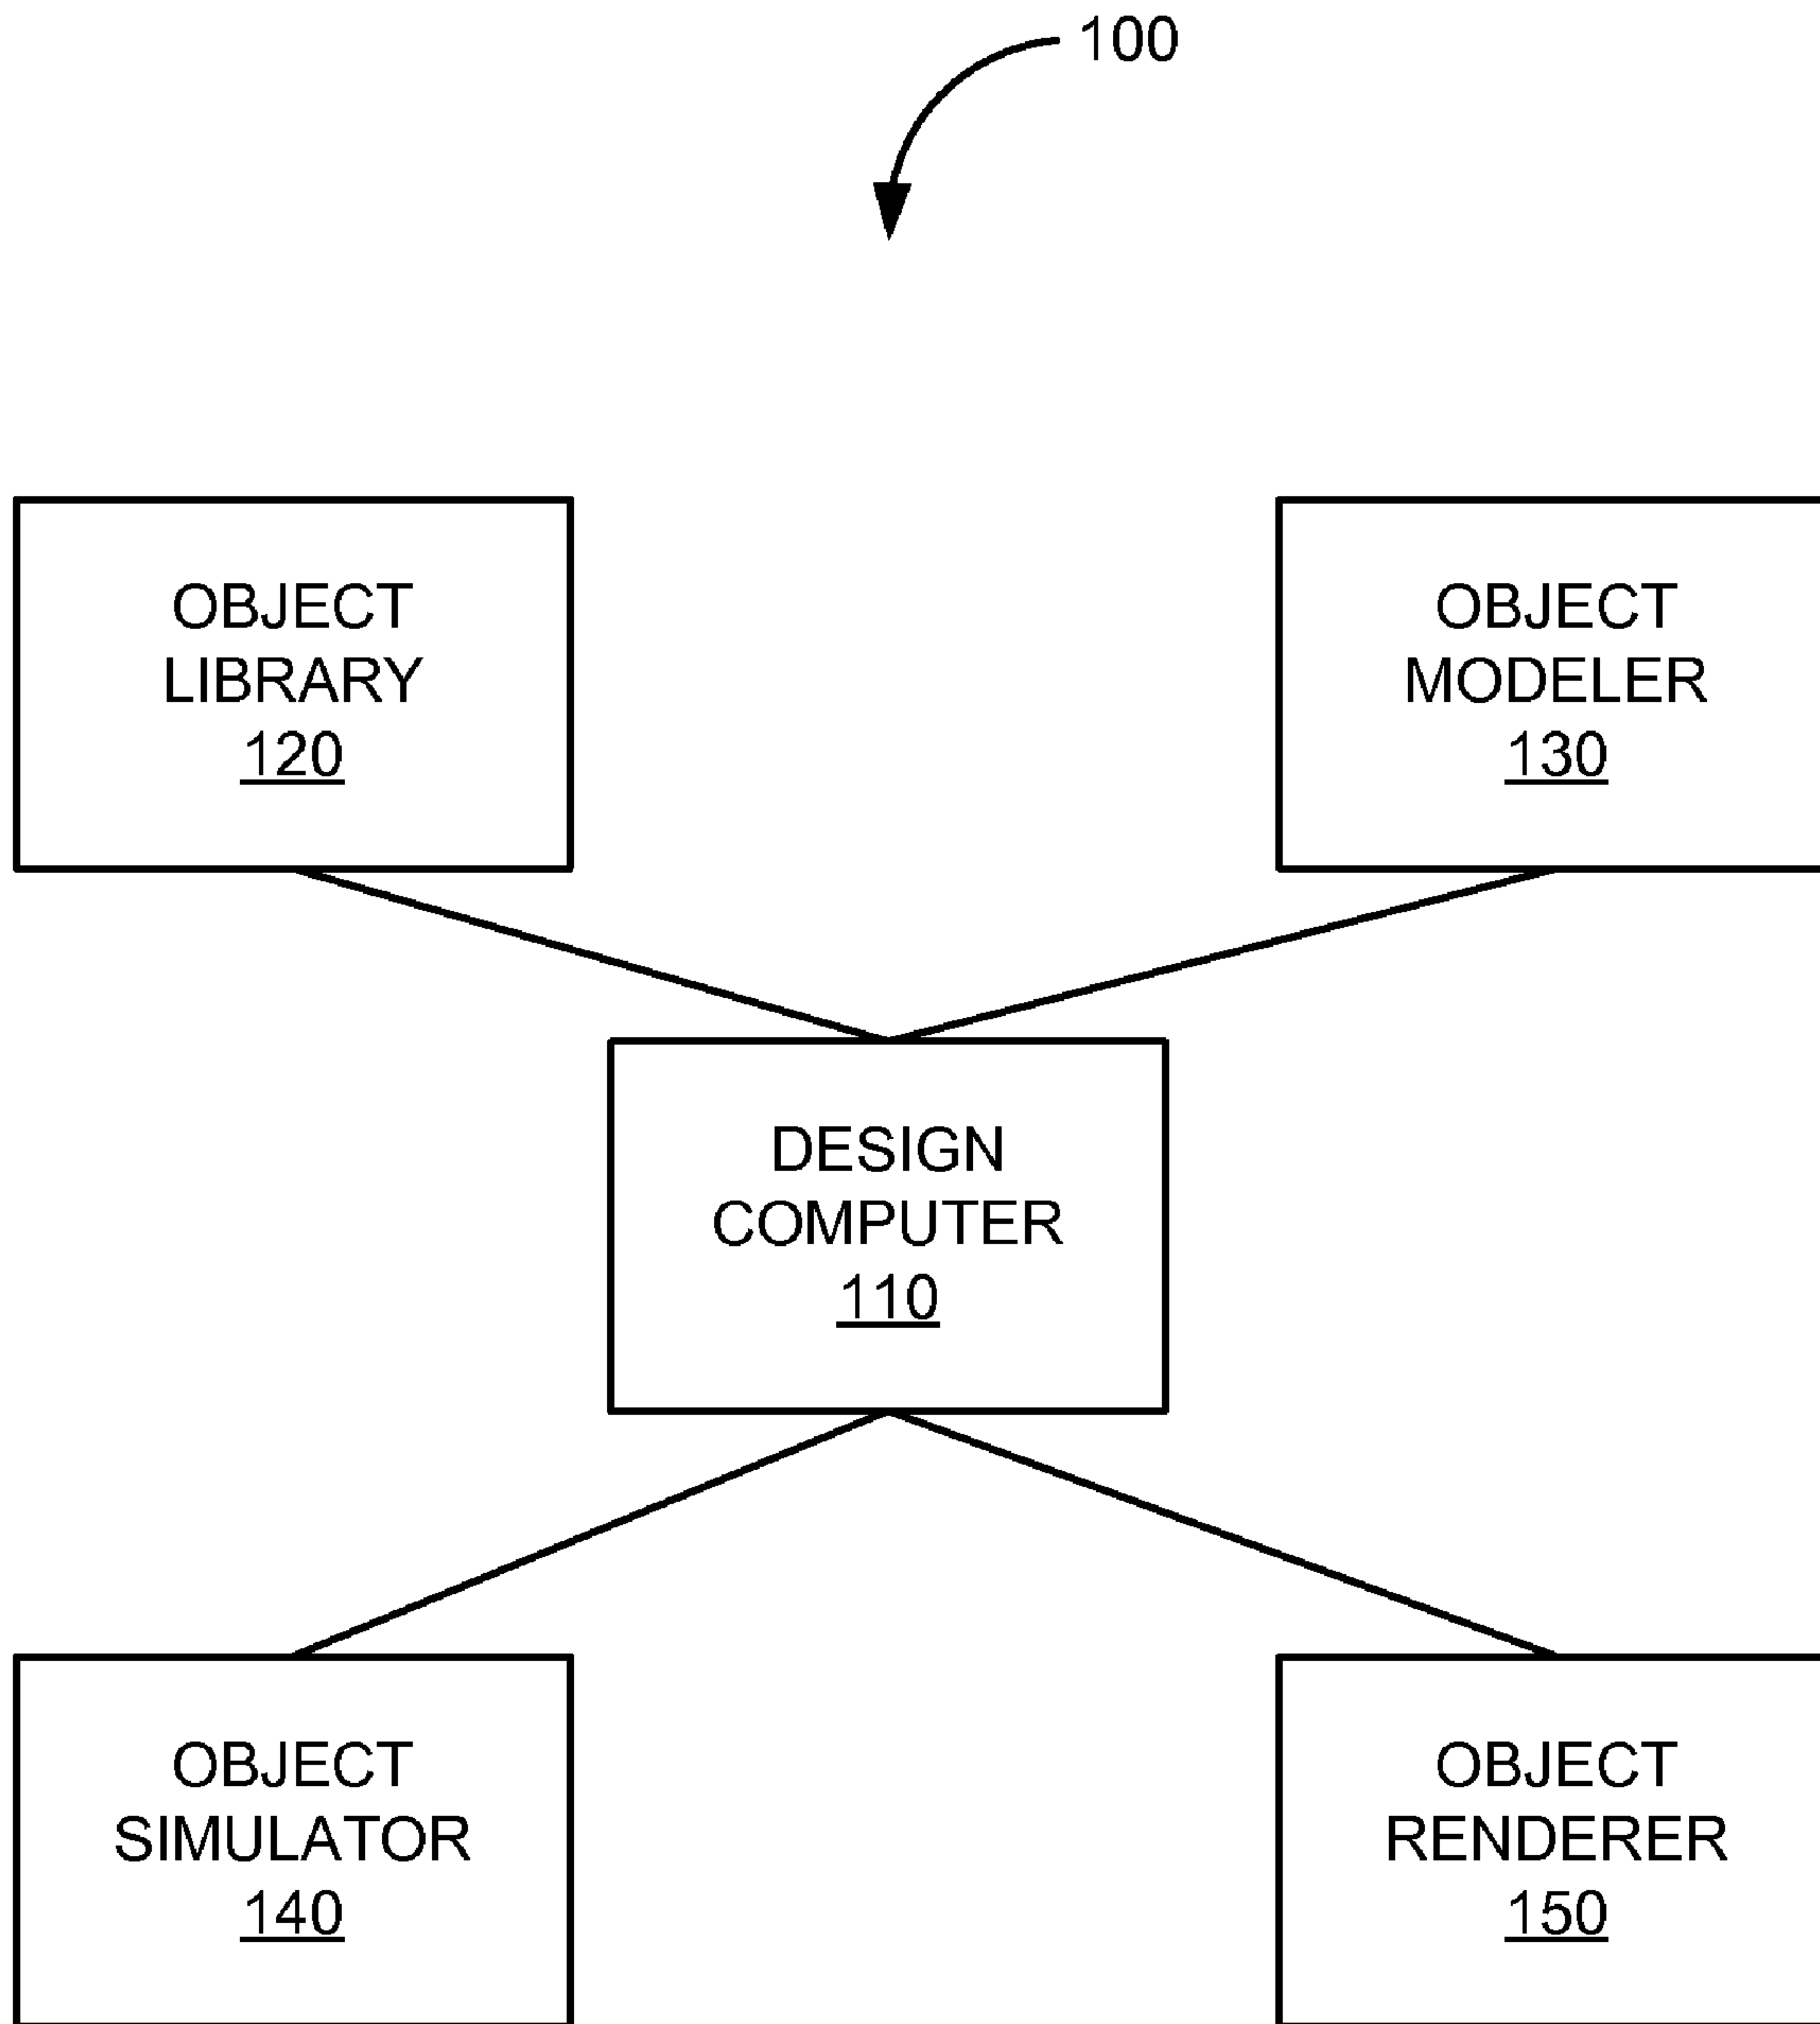 100
OBJECT
LIBRARY
120
OBJECT
MODELER
130
DESIGN
COMPUTER
110
OBJECT
SIMULATOR
140
OBJECT
RENDERER
150